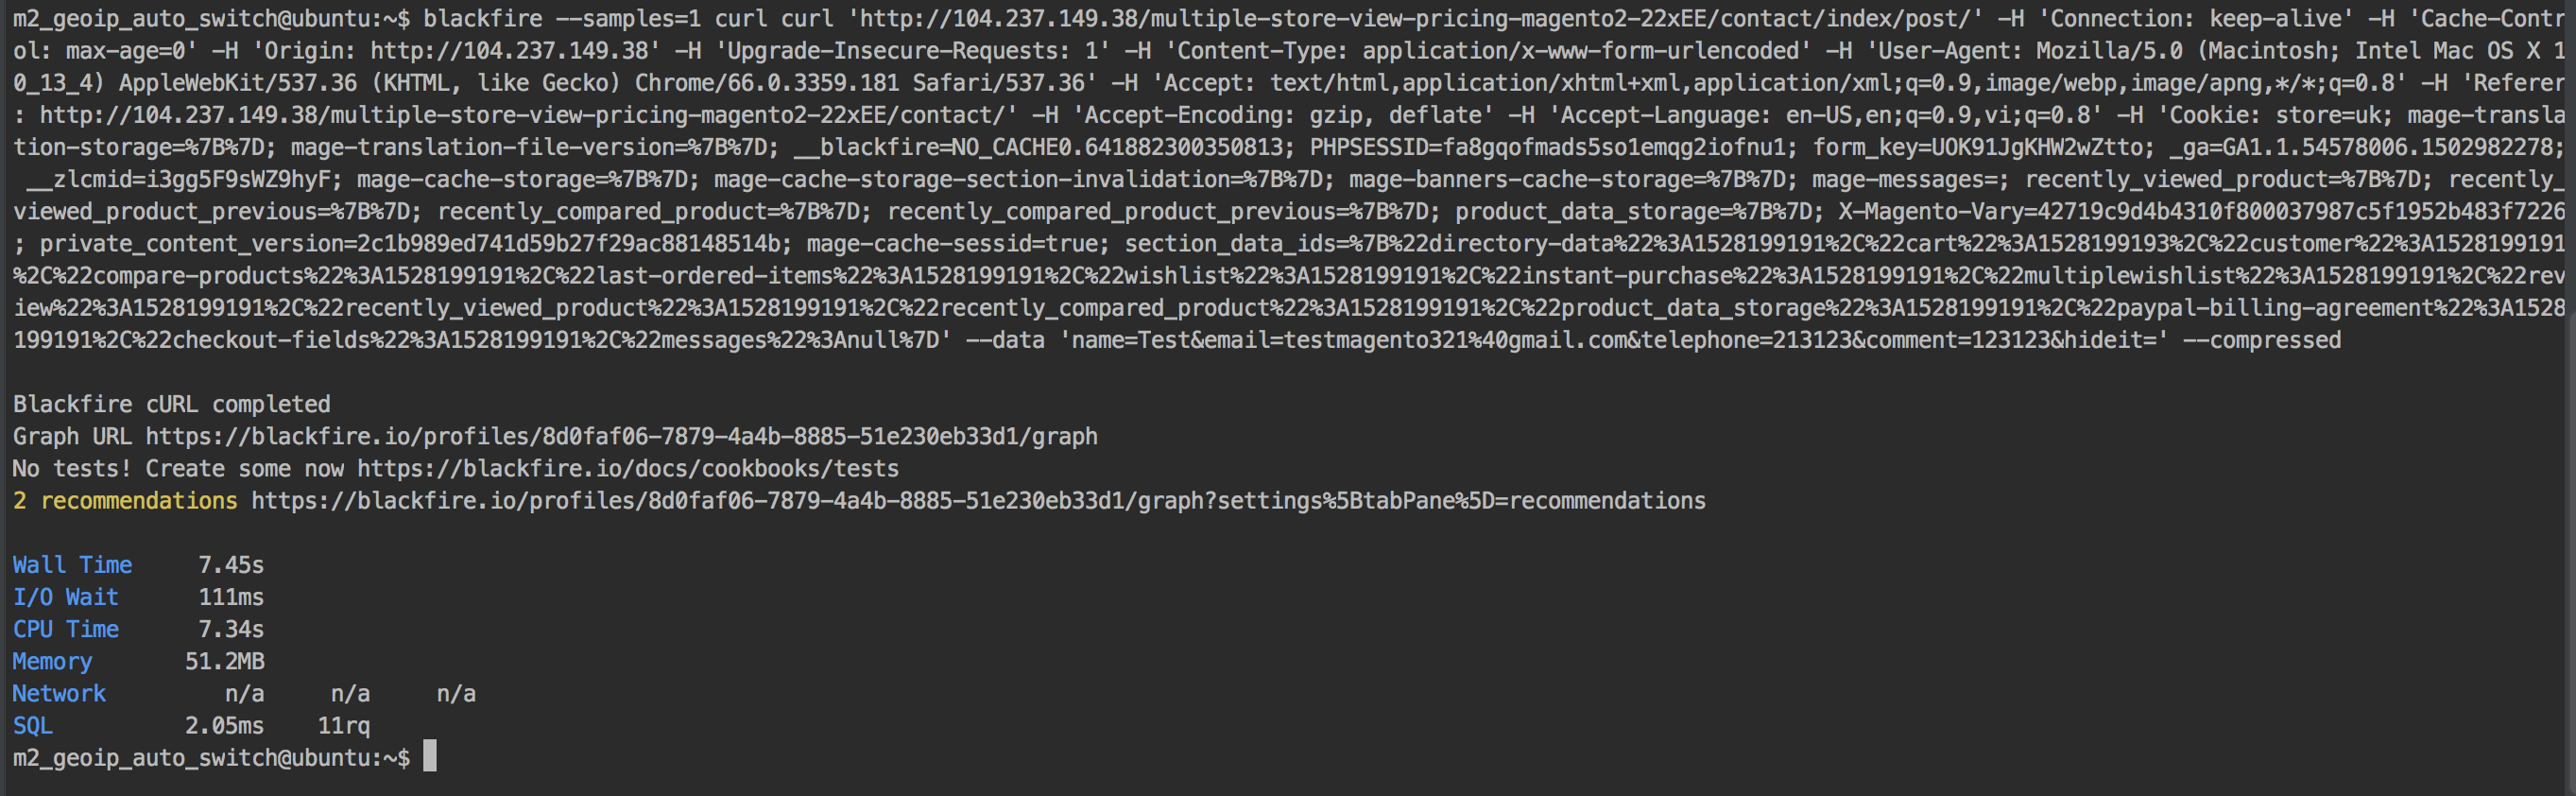 m2_geoip_auto_switch@ubuntu:~$ blackfire --samples=1 curl curl 'http://104.237.149.38/multiple-store-view-pricing-magento2-22xEE/contact/index/post/' -H 'Connection: keep-alive' -H 'Cache-Contr
ol: max-age=0' -H 'Origin: http://104.237.149.38' -H 'Upgrade-Insecure-Requests: 1' -H 'Content-Type: application/x-www-form-urlencoded' -H 'User-Agent: Mozilla/5.0 (Macintosh; Intel Mac OS X 1
0_13_4) AppleWebKit/537.36 (KHTML, like Gecko) Chrome/66.0.3359.181 Safari/537.36' -H 'Accept: text/html,application/xhtml+xml,application/xml;q=0.9,image/webp,image/apng,*/*;q=0.8' -H 'Referer
: http://104.237.149.38/multiple-store-view-pricing-magento2-22xEE/contact/' -H 'Accept-Encoding: gzip, deflate' -H 'Accept-Language: en-US,en;q=0.9,vi;q=0.8' -H 'Cookie: store=uk; mage-transla
tion-storage=%7B%7D; mage-translation-file-version=%7B%7D; __blackfire=NO_CACHE0.641882300350813; PHPSESSID=fa8gqofmads5so1emqg2iofnu1; form_key=UOK91JgKHW2wZtto; _ga=GA1.1.54578006.1502982278;
__zlcmid=i3gg5F9sWZ9hyF; mage-cache-storage=%7B%7D; mage-cache-storage-section-invalidation=%7B%7D; mage-banners-cache-storage=%7B%7D; mage-messages=; recently_viewed_product=%7B%7D; recently_
viewed_product_previous=%7B%7D; recently_compared_product=%7B%7D; recently_compared_product_previous=%7B%7D; product_data_storage=%7B%7D; X-Magento-Vary=42719c9d4b4310f800037987c5f1952b483f7226
; private_content_version=2c1b989ed741d59b27f29ac88148514b; mage-cache-sessid=true; section_data_ids=%7B%22directory-data%22%3A1528199191%2C%22cart%22%3A1528199193%2C%22customer%22%3A1528199191
%2C%22compare-products%22%3A1528199191%2C%22last-ordered-items%22%3A1528199191%2C%22wishlist%22%3A1528199191%2C%22instant-purchase%22%3A1528199191%2C%22multiplewishlist%22%3A1528199191%2C%22rev
iew%22%3A1528199191%2C%22recently_viewed_product%22%3A1528199191%2C%22recently_compared_product%22%3A1528199191%2C%22product_data_storage%22%3A1528199191%2C%22paypal-billing-agreement%22%3A1528
199191%2C%22checkout-fields%22%3A1528199191%2C%22messages%22%3Anull%7D' --data 'name=Test&email=testmagento321%40gmail.com&telephone=213123&comment=123123&hideit=' --compressed
Blackfire cURL completed
Graph URL https://blackfire.io/profiles/8d0faf06-7879-4a4b-8885-51e230eb33d1/graph
No tests! Create some now https://blackfire.io/docs/cookbooks/tests
2 recommendations https://blackfire.io/profiles/8d0faf06-7879-4a4b-8885-51e230eb33d1/graph?settings%5BtabPane%5D=recommendations
Wall Time 7.45s
I/O Wait 111ms
CPU Time 7.34s
Memory 51.2MB
Network n/a n/a n/a
SQL 2.05ms 11rq
m2_geoip_auto_switch@ubuntu:~$